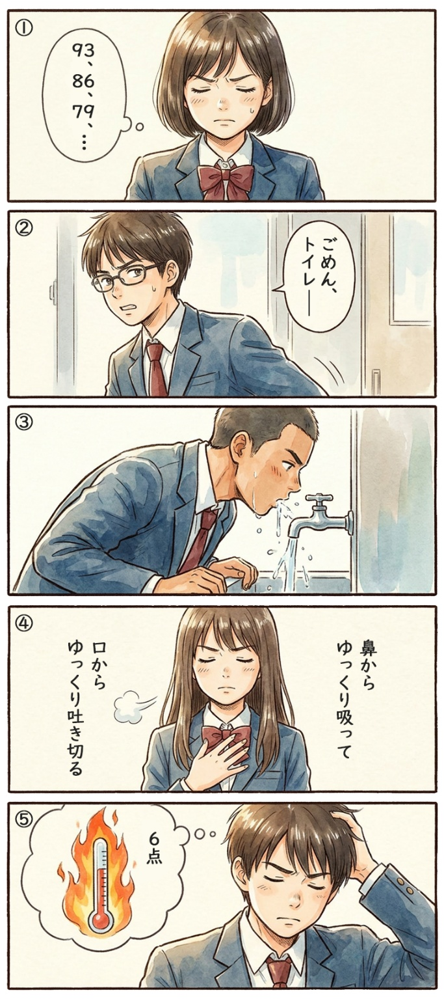 ①
93、
86、
79、
…
②
ごめん、
トイレ―
③
④
鼻から
ゆっくり吸って
口から
ゆっくり吐き切る
⑤
6点